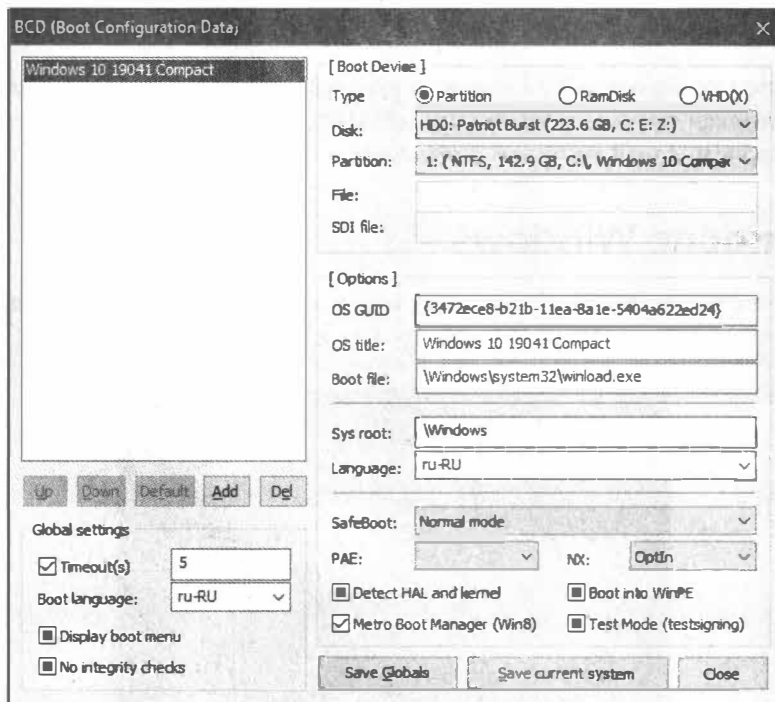 BCD (Boot Configuration Data)
Windows 10 19041 Compact
Up Down Default Add Del
Global settings
Timeout(s) 5
Boot language: ru-RU
Display boot menu
No integrity checks
[ Boot Device ]
Type Partition RamDisk VHD(X)
Disk: HD0: Patriot Burst (223.6 GB, C: E: Z:)
Partition: 1: ( NTFS, 142.9 GB, C:\, Windows 10 Compac
File:
SDI file:
[ Options ]
OS GUID {3472ece8-b21b-11ea-8a1e-5404a622ed24}
OS title: Windows 10 19041 Compact
Boot file: \Windows\system32\winload.exe
Sys root: \Windows
Language: ru-RU
SafeBoot: Normal mode
PAE: NX: OptIn
Detect HAL and kernel Boot into WinPE
Metro Boot Manager (Win8) Test Mode (testsigning)
Save Globals Save current system Close